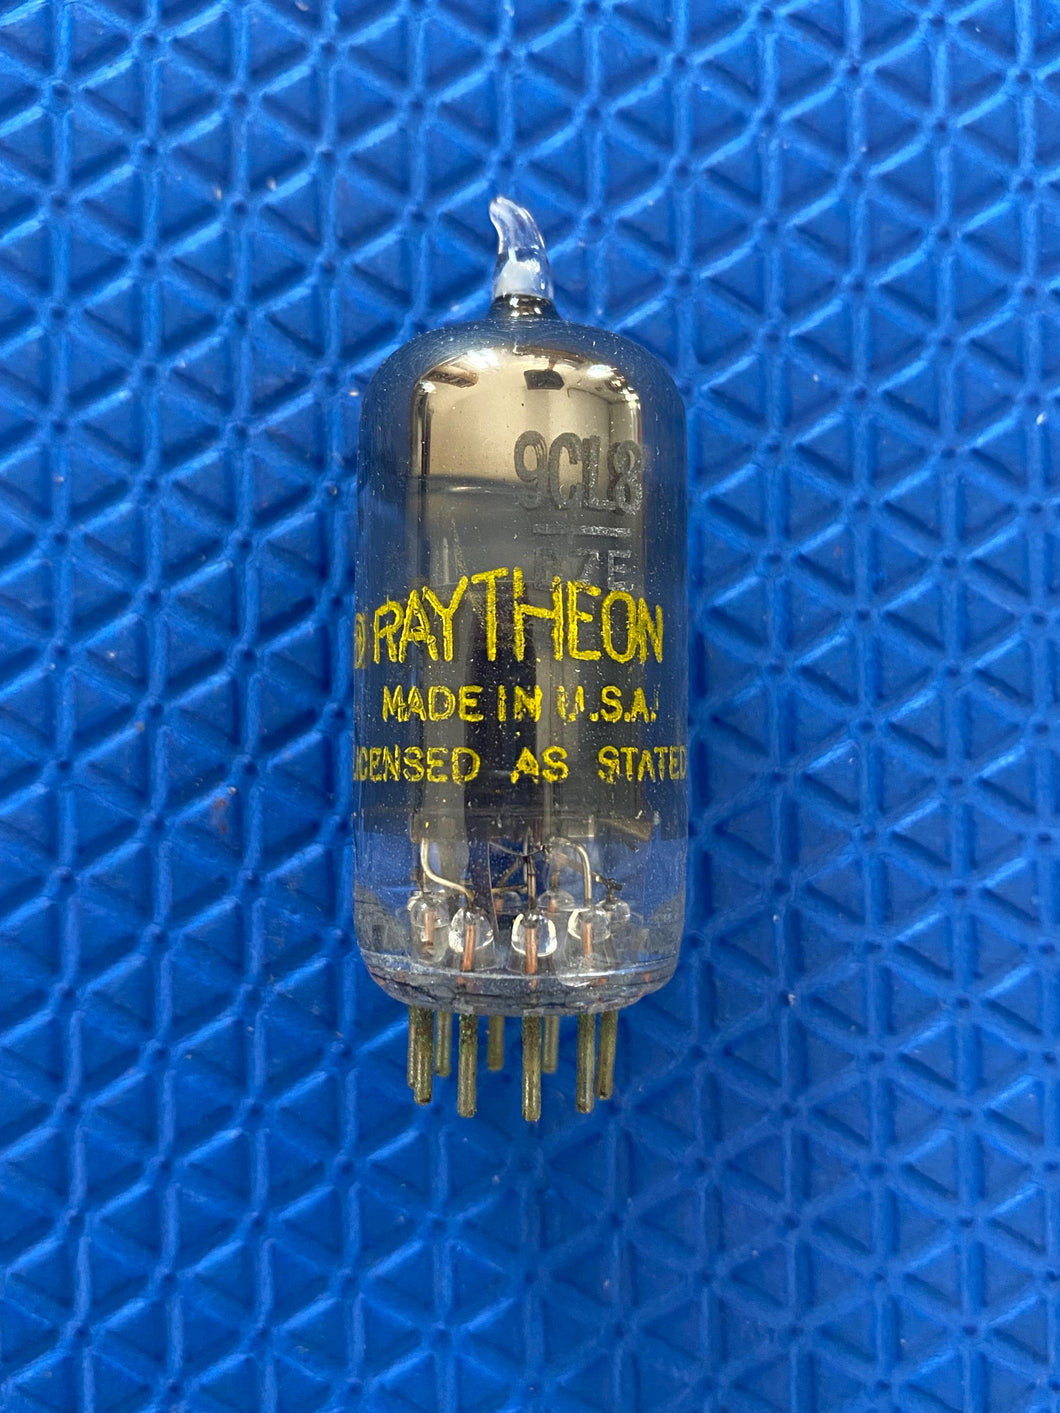 9CL8
RAYTHEON
MADE IN U.S.A.
LICENSED AS STATED